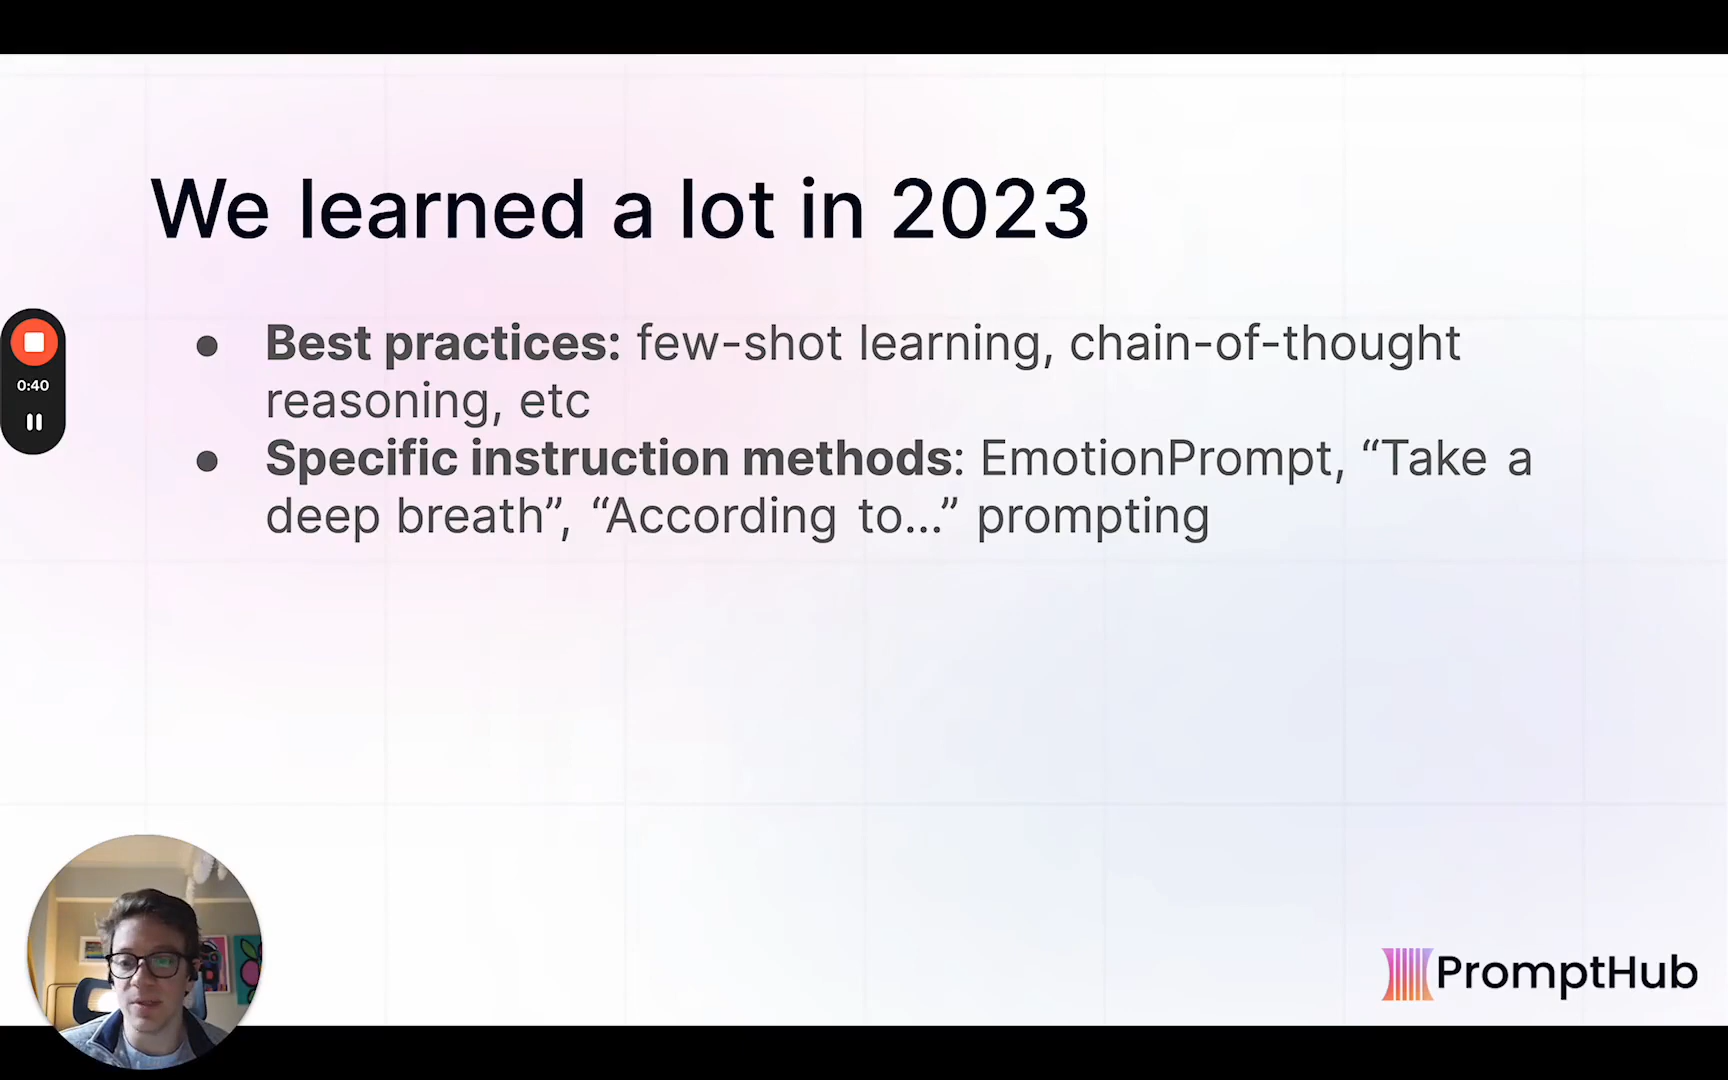 We learned a lot in 2023
● Best practices: few-shot learning, chain-of-thought
reasoning, etc
● Specific instruction methods: EmotionPrompt, “Take a
deep breath”, “According to...” prompting
0:40
PromptHub